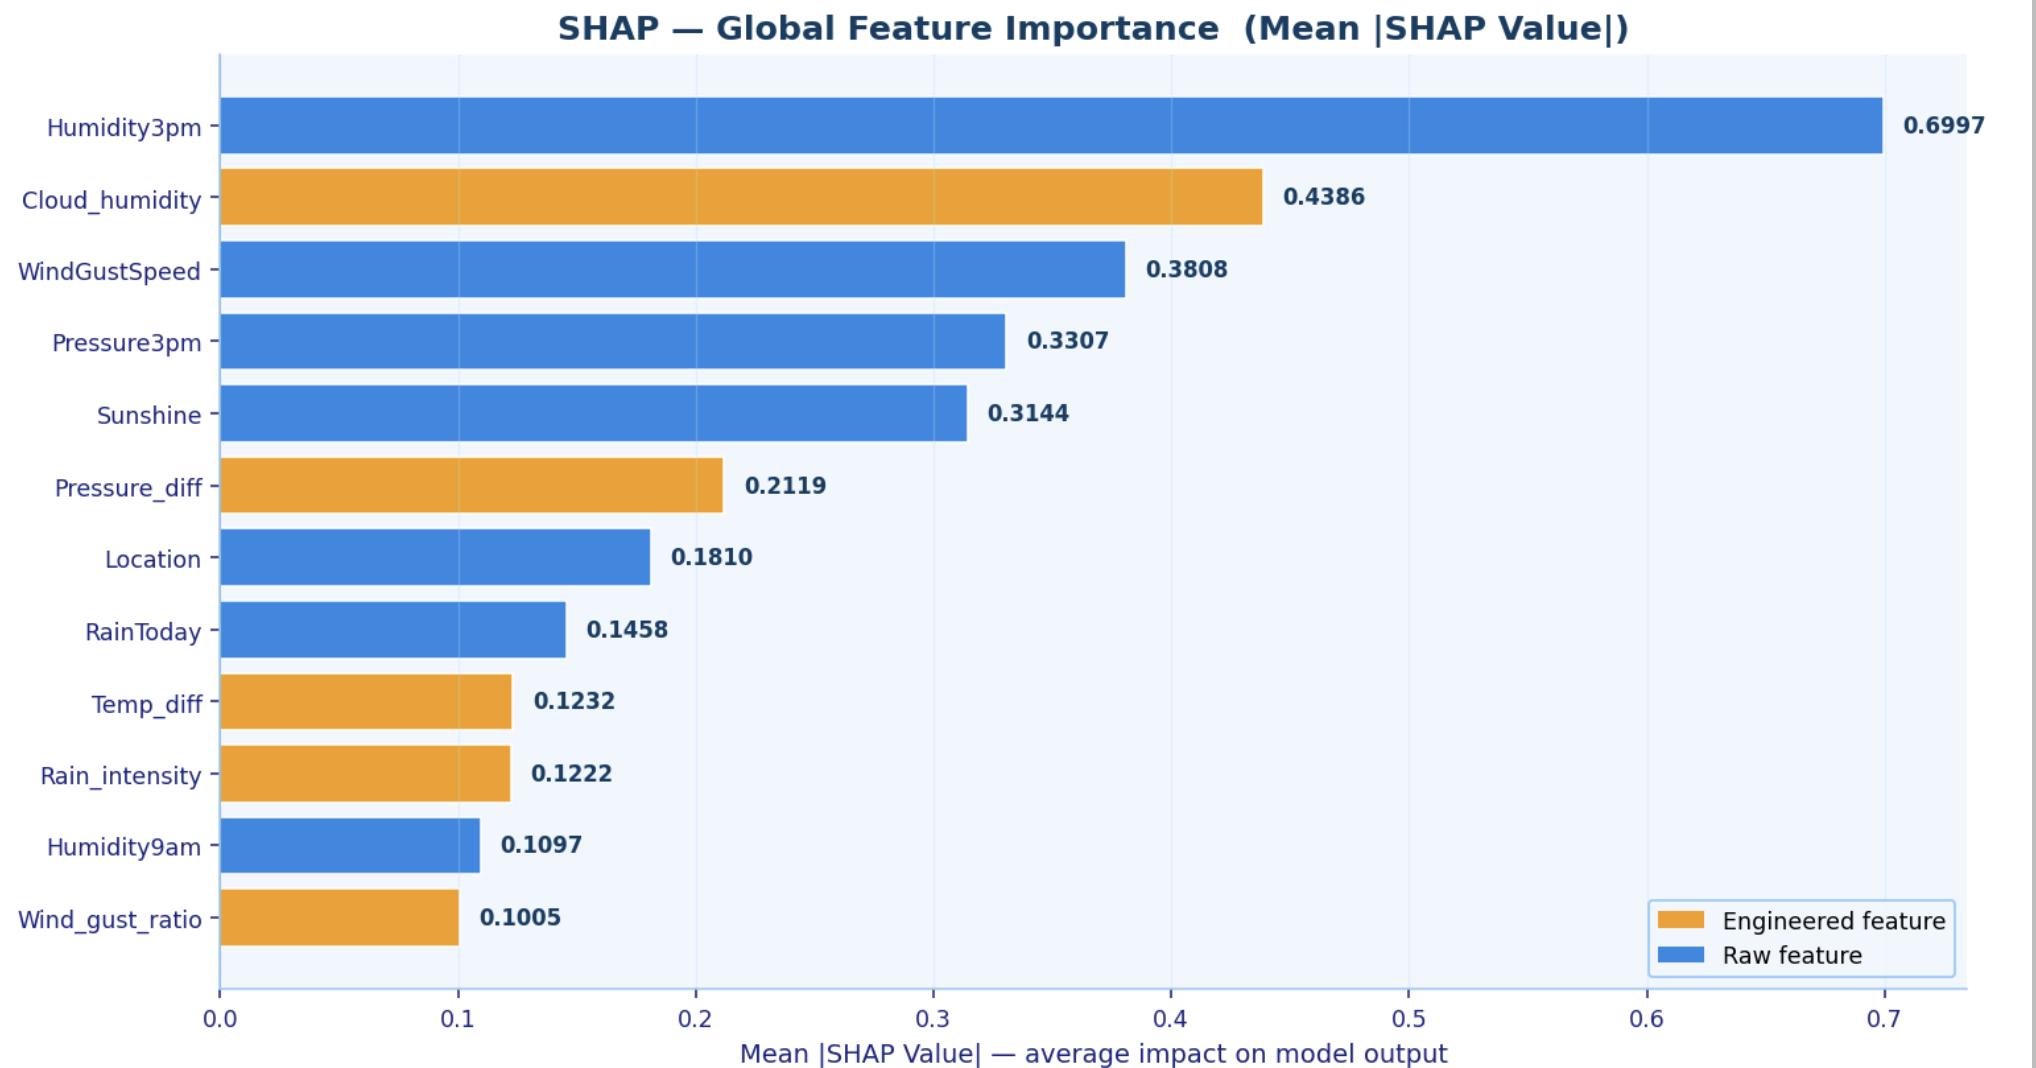 SHAP — Global Feature Importance  (Mean |SHAP Value|)
Humidity3pm 0.6997
Cloud_humidity 0.4386
WindGustSpeed 0.3808
Pressure3pm 0.3307
Sunshine 0.3144
Pressure_diff 0.2119
Location 0.1810
RainToday 0.1458
Temp_diff 0.1232
Rain_intensity 0.1222
Humidity9am 0.1097
Wind_gust_ratio 0.1005
Engineered feature
Raw feature
0.0 0.1 0.2 0.3 0.4 0.5 0.6 0.7
Mean |SHAP Value| — average impact on model output